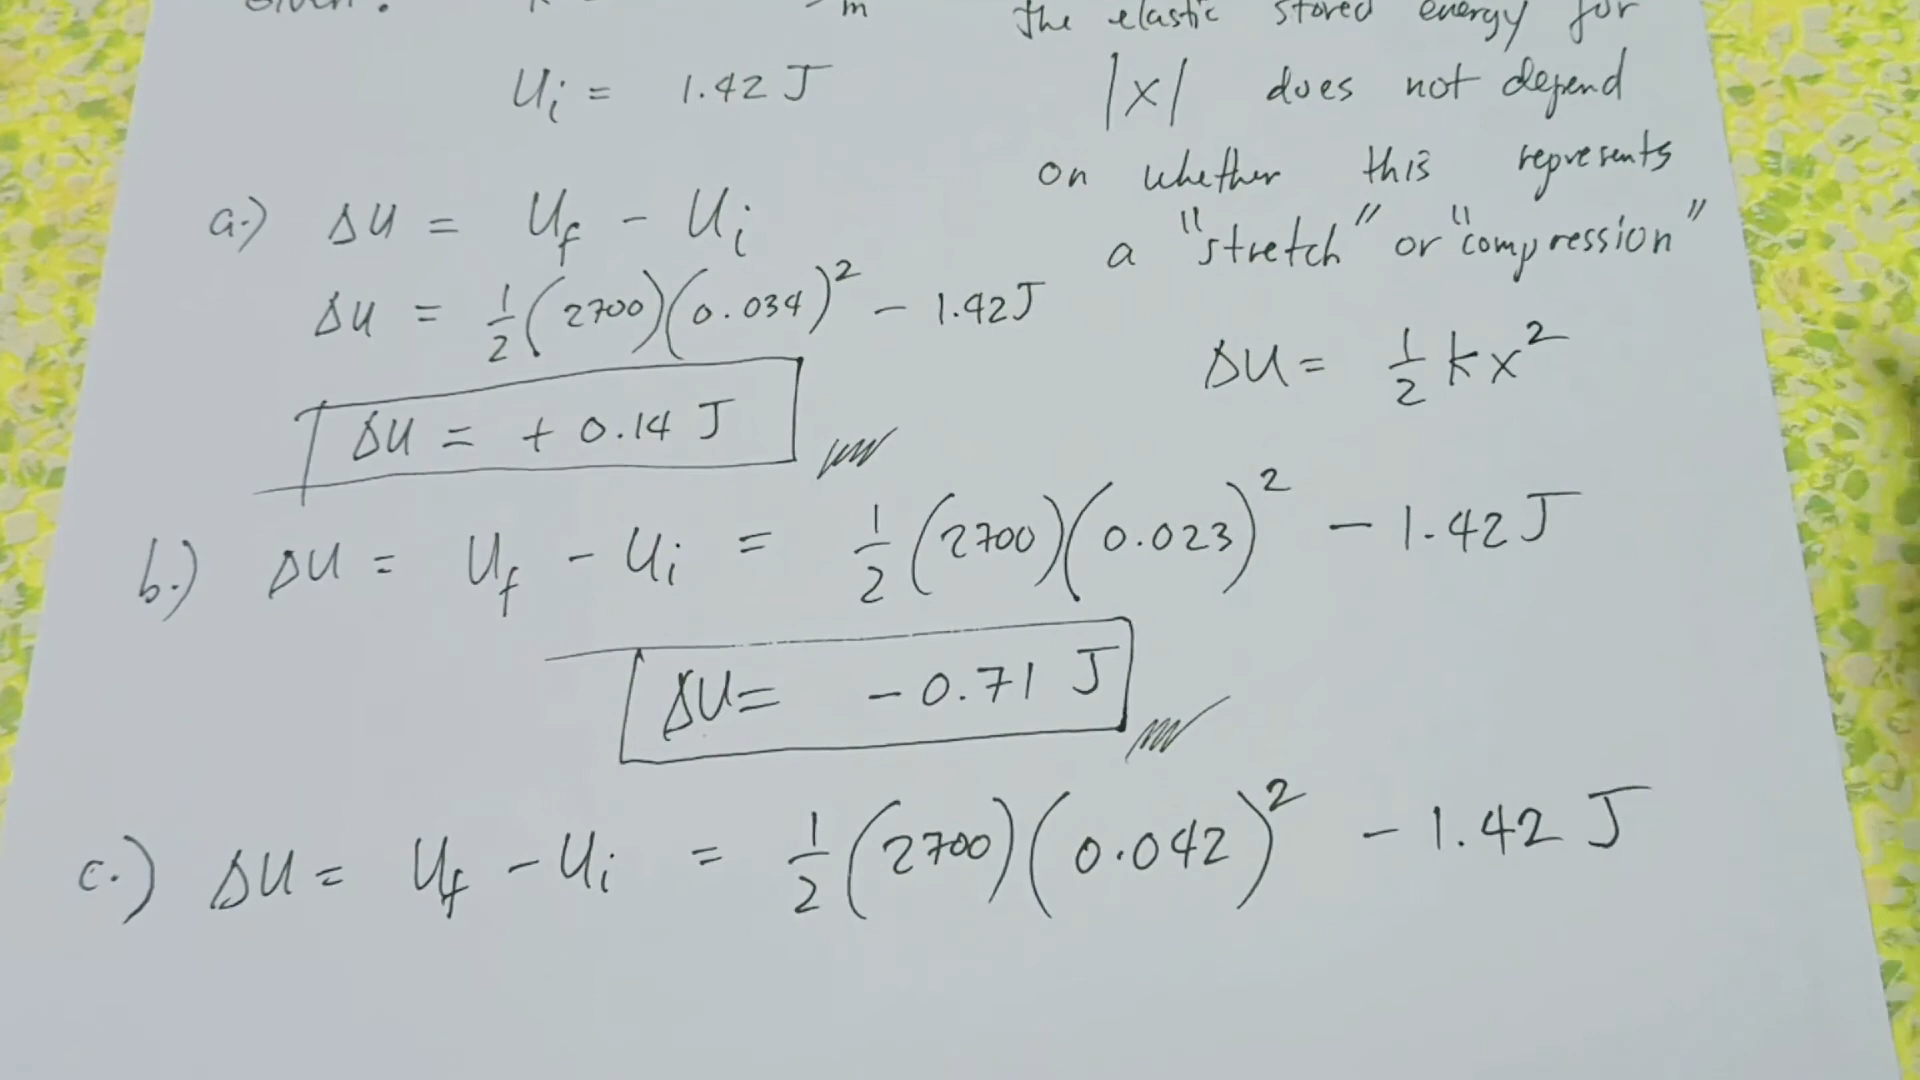 Given:
m
Ui = 1.42 J
the elastic stored energy for
|x| does not depend
on whether this represents
a "stretch" or "compression"
ΔU = 1/2 kx²
a.) ΔU = Uf - Ui
ΔU = 1/2 (2700)(0.034)² - 1.42J
ΔU = + 0.14 J
b.) ΔU = Uf - Ui = 1/2 (2700)(0.023)² - 1.42J
ΔU = - 0.71 J
c.) ΔU = Uf - Ui = 1/2 (2700)(0.042)² - 1.42 J